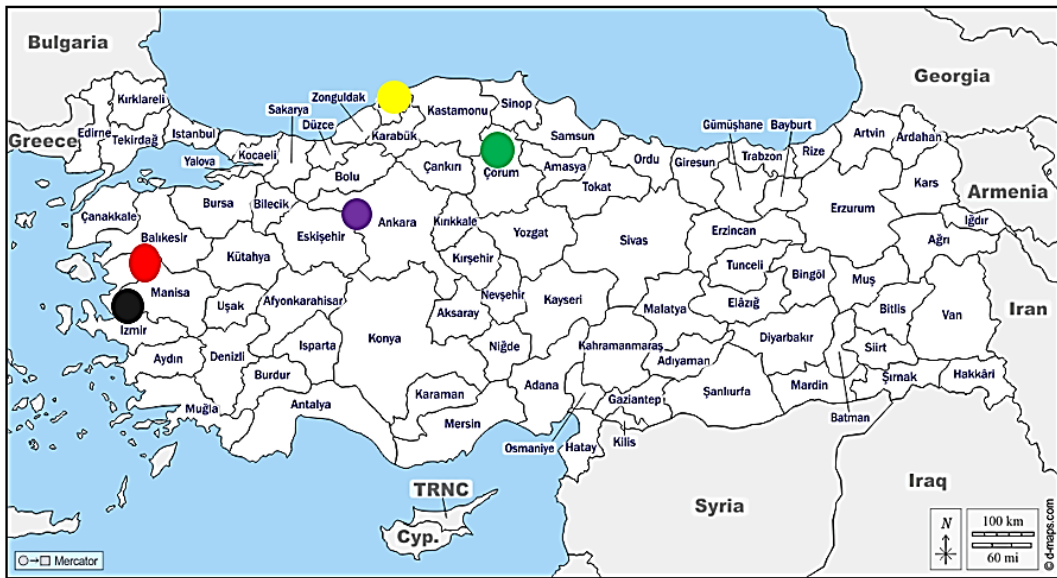 Bulgaria
Georgia
Greece
Armenia
Iran
Iraq
Syria
TRNC
Cyp.
Kırklareli
Edirne
Tekirdağ
Istanbul
Yalova
Kocaeli
Sakarya
Düzce
Zonguldak
Karabük
Kastamonu
Sinop
Samsun
Gümüşhane
Bayburt
Artvin
Ardahan
Çankırı
Çorum
Amasya
Ordu
Giresun
Trabzon
Rize
Kars
Bolu
Tokat
Bursa
Bilecik
Çanakkale
Balıkesir
Eskişehir
Ankara
Kırıkkale
Yozgat
Sivas
Erzincan
Erzurum
Iğdır
Ağrı
Kütahya
Kırşehir
Tunceli
Bingöl
Muş
Manisa
Uşak
Afyonkarahisar
Nevşehir
Kayseri
Malatya
Elâzığ
Bitlis
Van
Izmir
Aksaray
Konya
Kahramanmaraş
Diyarbakır
Siirt
Aydın
Denizli
Isparta
Niğde
Adıyaman
Burdur
Adana
Şanlıurfa
Mardin
Şırnak
Hakkâri
Muğla
Antalya
Karaman
Gaziantep
Batman
Mersin
Osmaniye
Hatay
Kilis
Mercator
N
100 km
60 mi
© d-maps.com